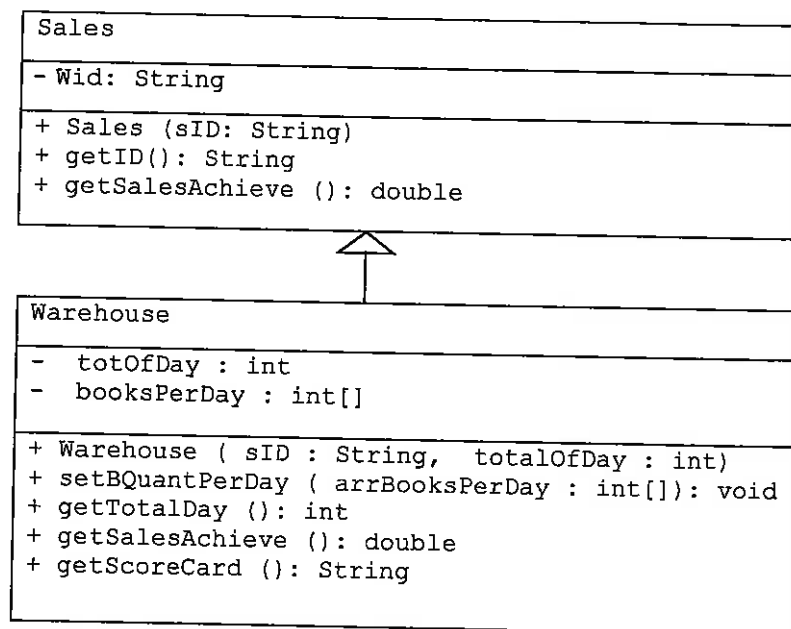 Sales
- Wid: String
+ Sales (sID: String)
+ getID(): String
+ getSalesAchieve (): double
Warehouse
- totOfDay : int
- booksPerDay : int[]
+ Warehouse ( sID : String, totalOfDay : int)
+ setBQuantPerDay ( arrBooksPerDay : int[]): void
+ getTotalDay (): int
+ getSalesAchieve (): double
+ getScoreCard (): String